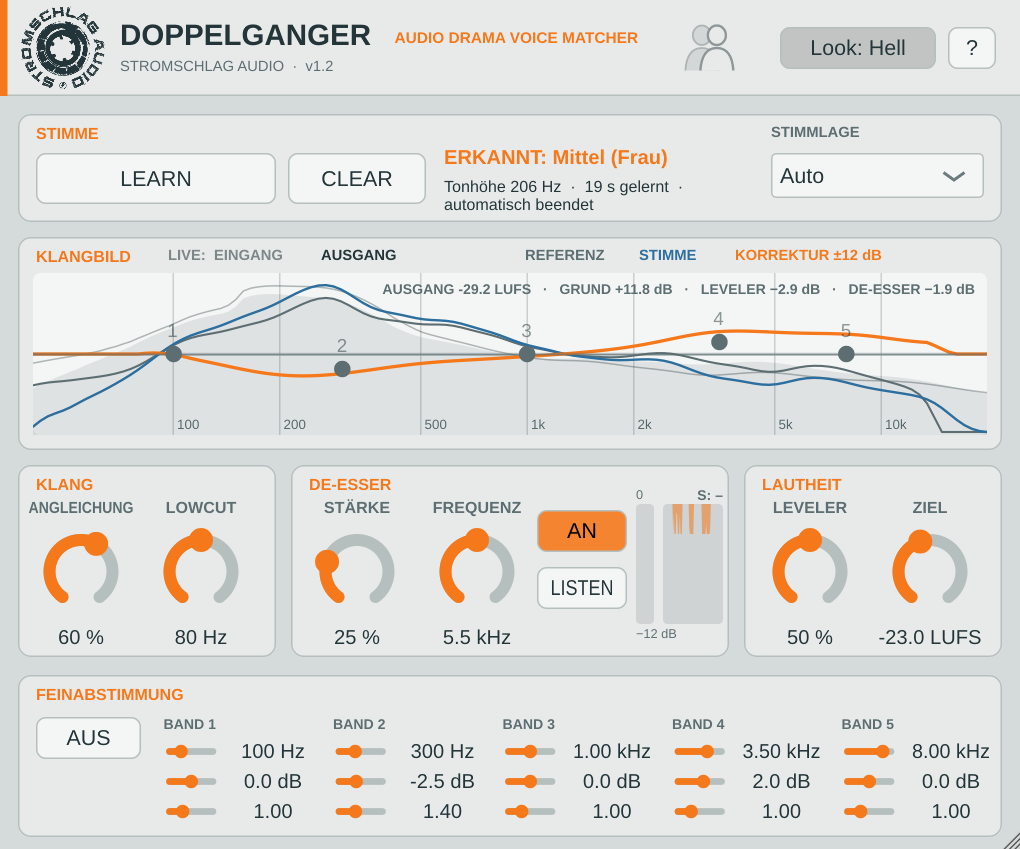 STROMSCHLAG AUDIO
DOPPELGANGER
AUDIO DRAMA VOICE MATCHER
STROMSCHLAG AUDIO · v1.2
Look: Hell
?
STIMME
LEARN
CLEAR
ERKANNT: Mittel (Frau)
Tonhöhe 206 Hz · 19 s gelernt ·
automatisch beendet
STIMMLAGE
Auto
KLANGBILD
LIVE: EINGANG
AUSGANG
REFERENZ
STIMME
KORREKTUR ±12 dB
AUSGANG -29.2 LUFS · GRUND +11.8 dB · LEVELER −2.9 dB · DE-ESSER −1.9 dB
1
2
3
4
5
100
200
500
1k
2k
5k
10k
KLANG
ANGLEICHUNG
LOWCUT
60 %
80 Hz
DE-ESSER
STÄRKE
FREQUENZ
25 %
5.5 kHz
AN
LISTEN
0
S: –
−12 dB
LAUTHEIT
LEVELER
ZIEL
50 %
-23.0 LUFS
FEINABSTIMMUNG
AUS
BAND 1
BAND 2
BAND 3
BAND 4
BAND 5
100 Hz
300 Hz
1.00 kHz
3.50 kHz
8.00 kHz
0.0 dB
-2.5 dB
0.0 dB
2.0 dB
0.0 dB
1.00
1.40
1.00
1.00
1.00